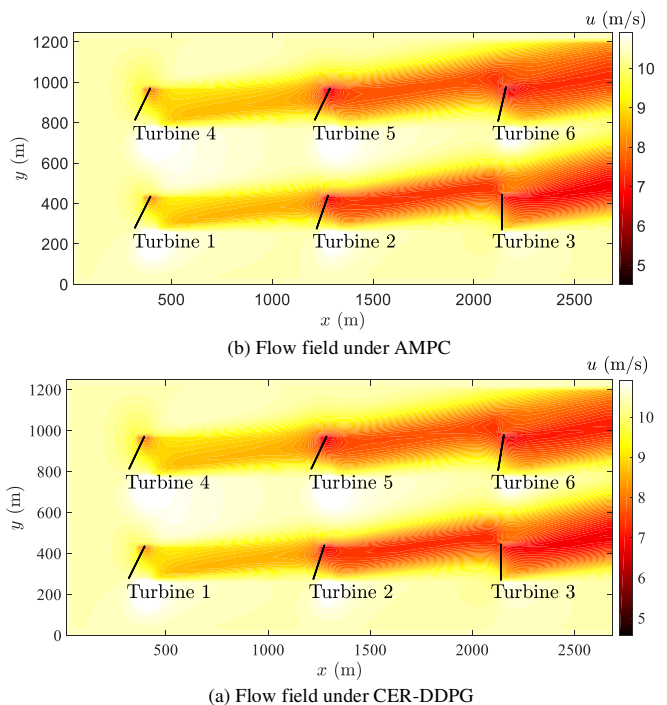 u (m/s)
1200
1000
800
600
400
200
0
y (m)
Turbine 4
Turbine 5
Turbine 6
Turbine 1
Turbine 2
Turbine 3
500
1000
1500
2000
2500
x (m)
10
9
8
7
6
5
(b) Flow field under AMPC
u (m/s)
1200
1000
800
600
400
200
0
y (m)
Turbine 4
Turbine 5
Turbine 6
Turbine 1
Turbine 2
Turbine 3
500
1000
1500
2000
2500
x (m)
10
9
8
7
6
5
(a) Flow field under CER-DDPG